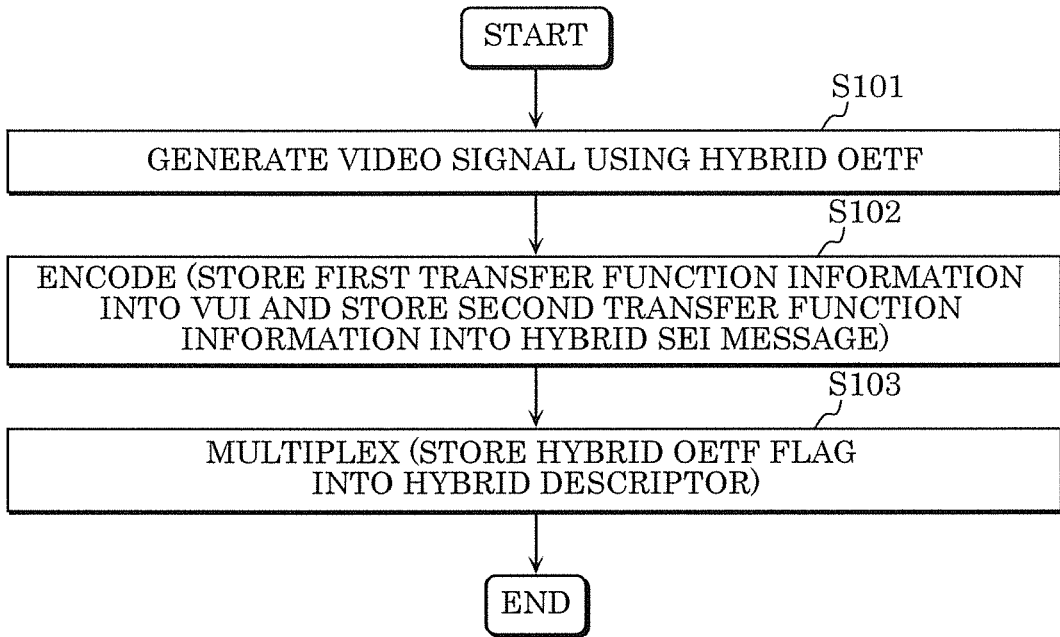 START
S101
GENERATE VIDEO SIGNAL USING HYBRID OETF
S102
ENCODE (STORE FIRST TRANSFER FUNCTION INFORMATION
INTO VUI AND STORE SECOND TRANSFER FUNCTION
INFORMATION INTO HYBRID SEI MESSAGE)
S103
MULTIPLEX (STORE HYBRID OETF FLAG
INTO HYBRID DESCRIPTOR)
END